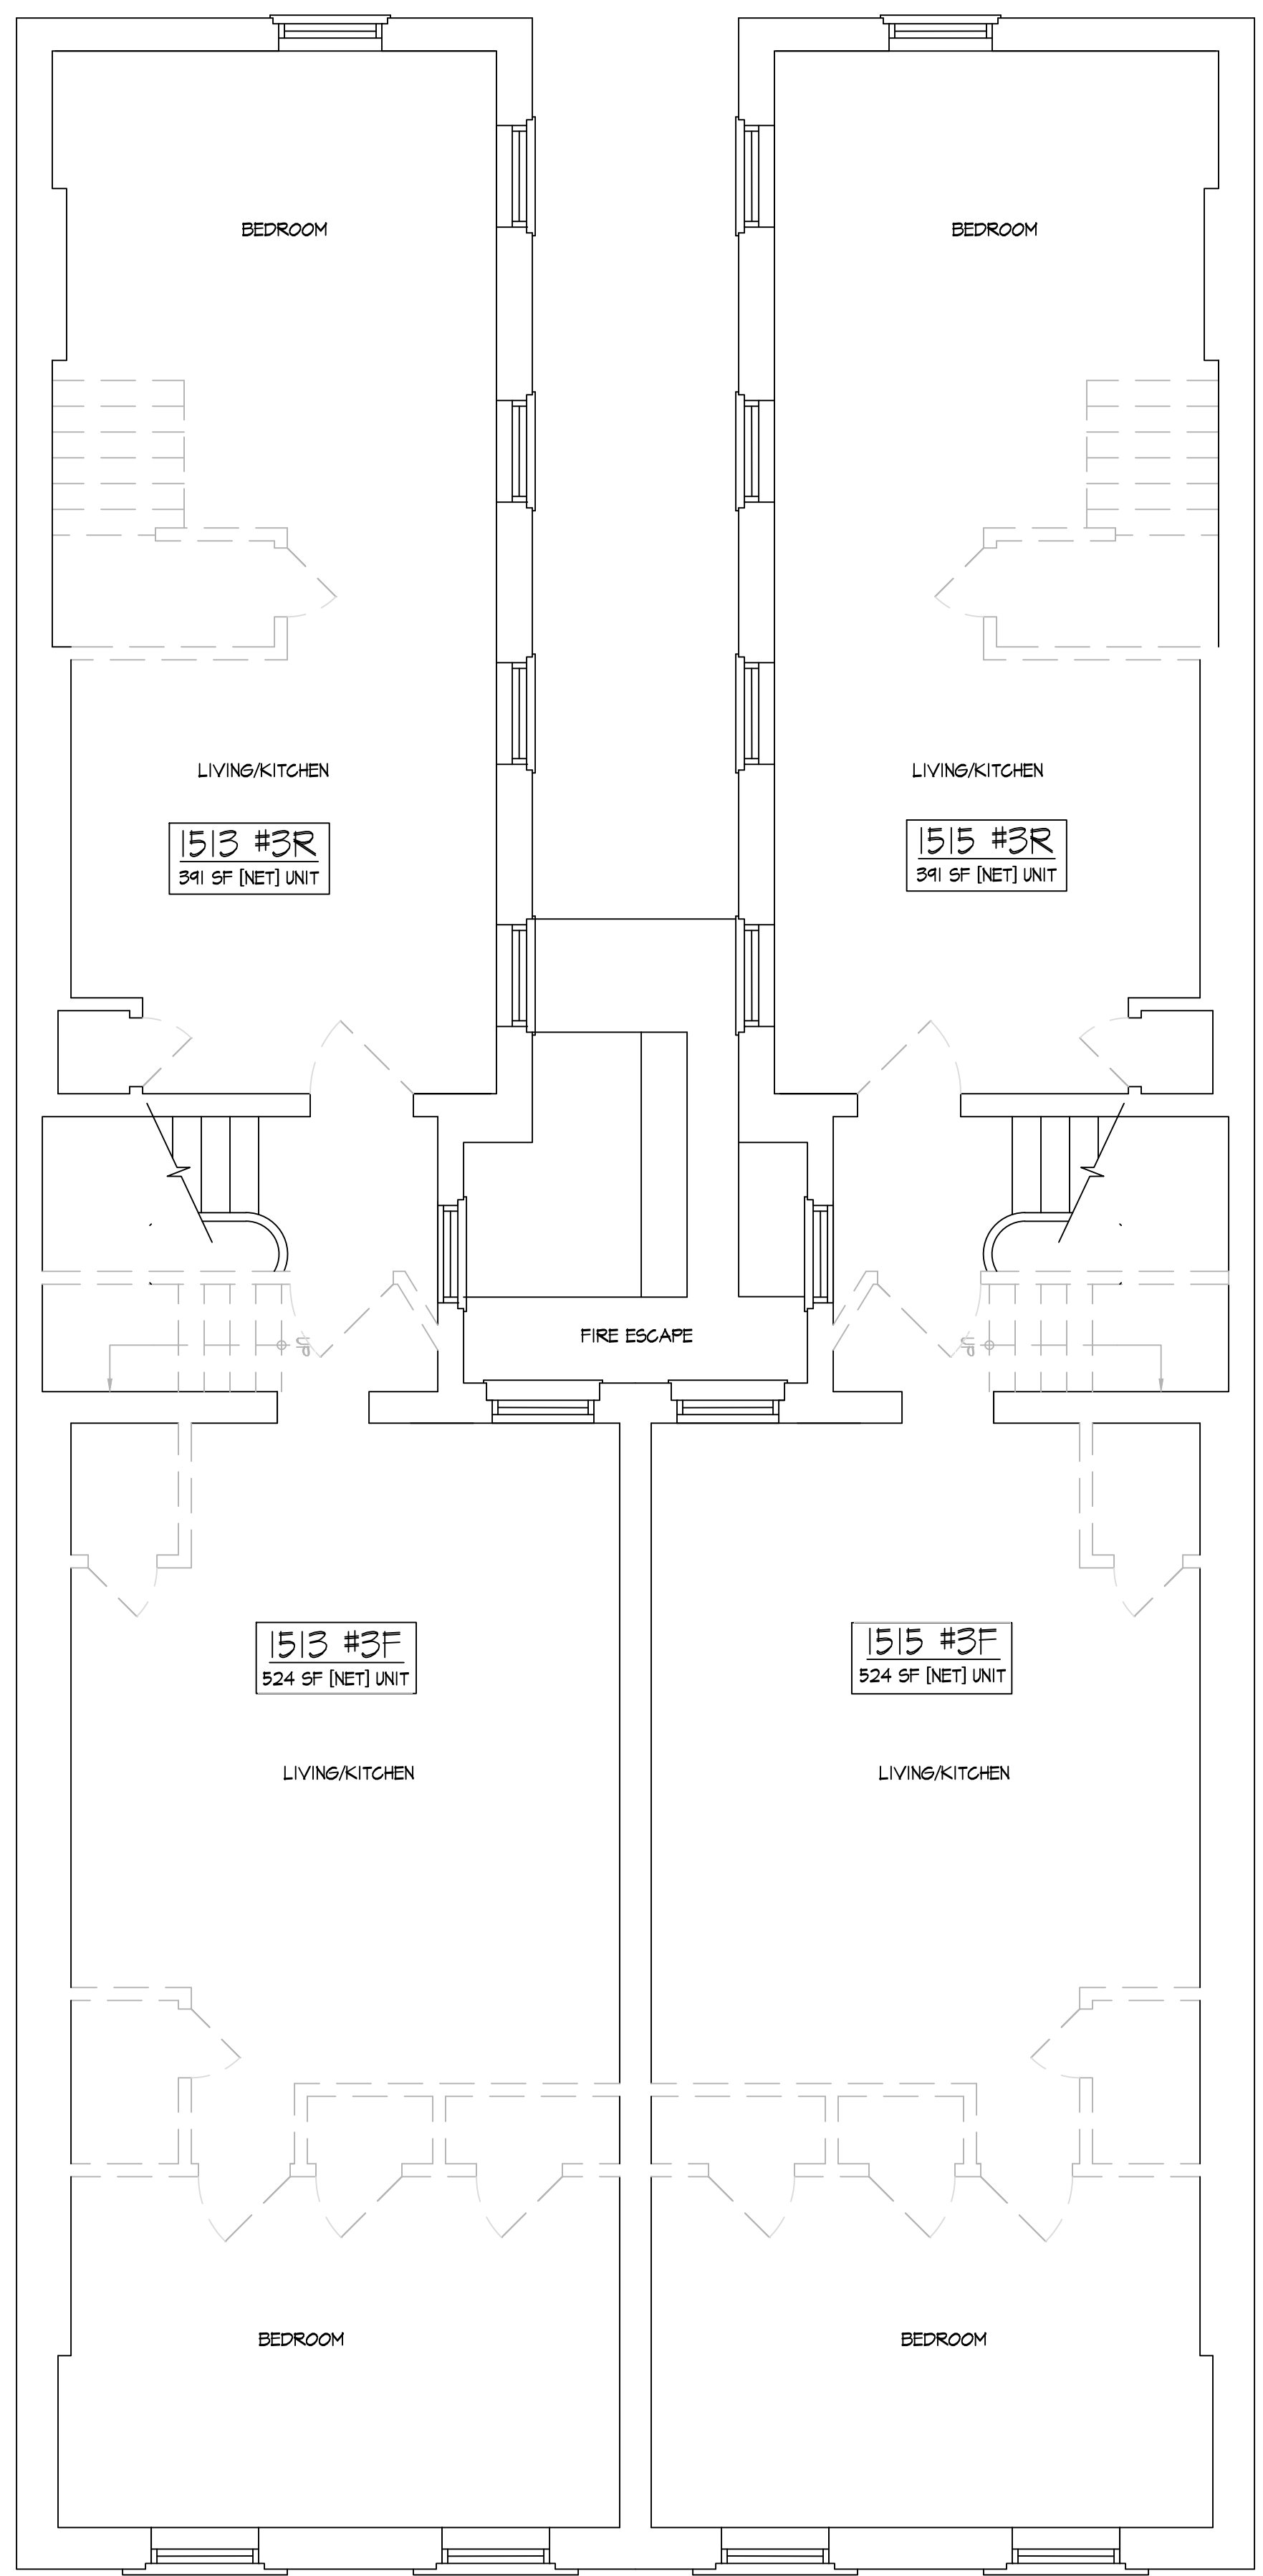 BEDROOM
BEDROOM
LIVING/KITCHEN
LIVING/KITCHEN
1513 #3R
391 SF [NET] UNIT
1515 #3R
391 SF [NET] UNIT
FIRE ESCAPE
UP
UP
1513 #3F
524 SF [NET] UNIT
1515 #3F
524 SF [NET] UNIT
LIVING/KITCHEN
LIVING/KITCHEN
BEDROOM
BEDROOM